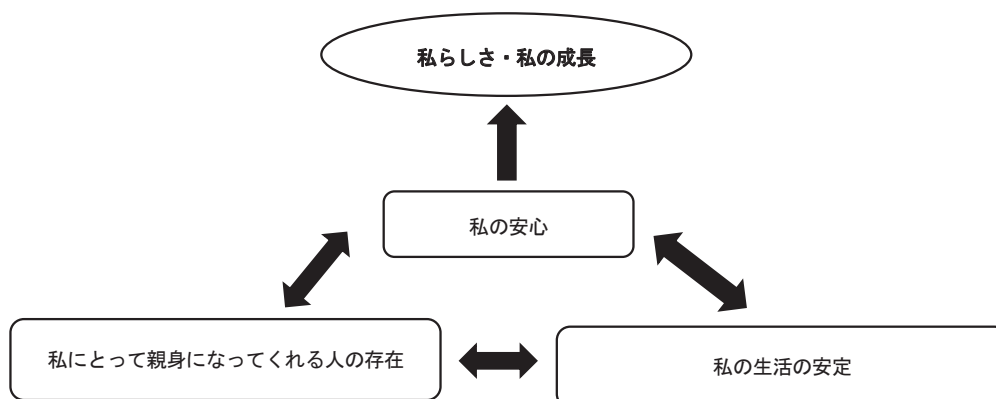 私らしさ・私の成長
私の安心
私にとって親身になってくれる人の存在
私の生活の安定